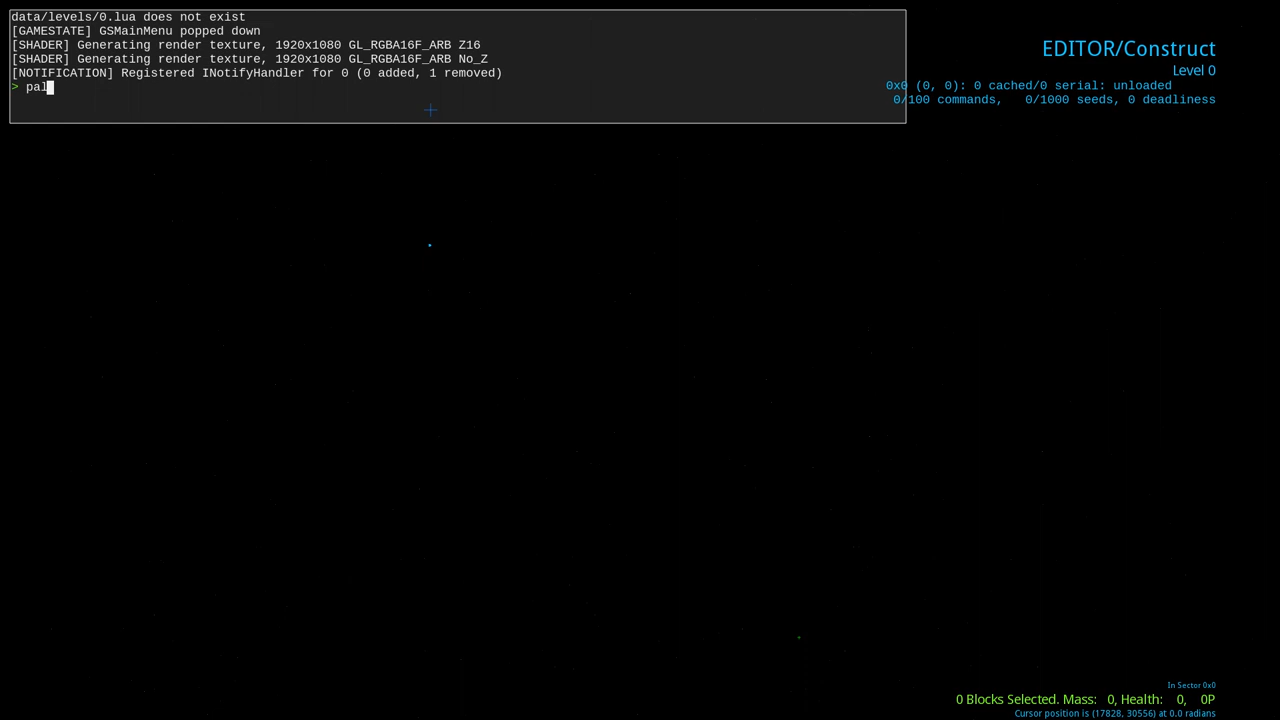 data/levels/0.lua does not exist
[GAMESTATE] GSMainMenu popped down
[SHADER] Generating render texture, 1920x1080 GL_RGBA16F_ARB Z16
[SHADER] Generating render texture, 1920x1080 GL_RGBA16F_ARB No_Z
[NOTIFICATION] Registered INotifyHandler for 0 (0 added, 1 removed)
> pal
EDITOR/Construct
Level 0
0x0 (0, 0): 0 cached/0 serial: unloaded
0/100 commands,   0/1000 seeds, 0 deadliness
In Sector 0x0
0 Blocks Selected. Mass:   0, Health:    0,    0P
Cursor position is (17828, 30556) at 0.0 radians